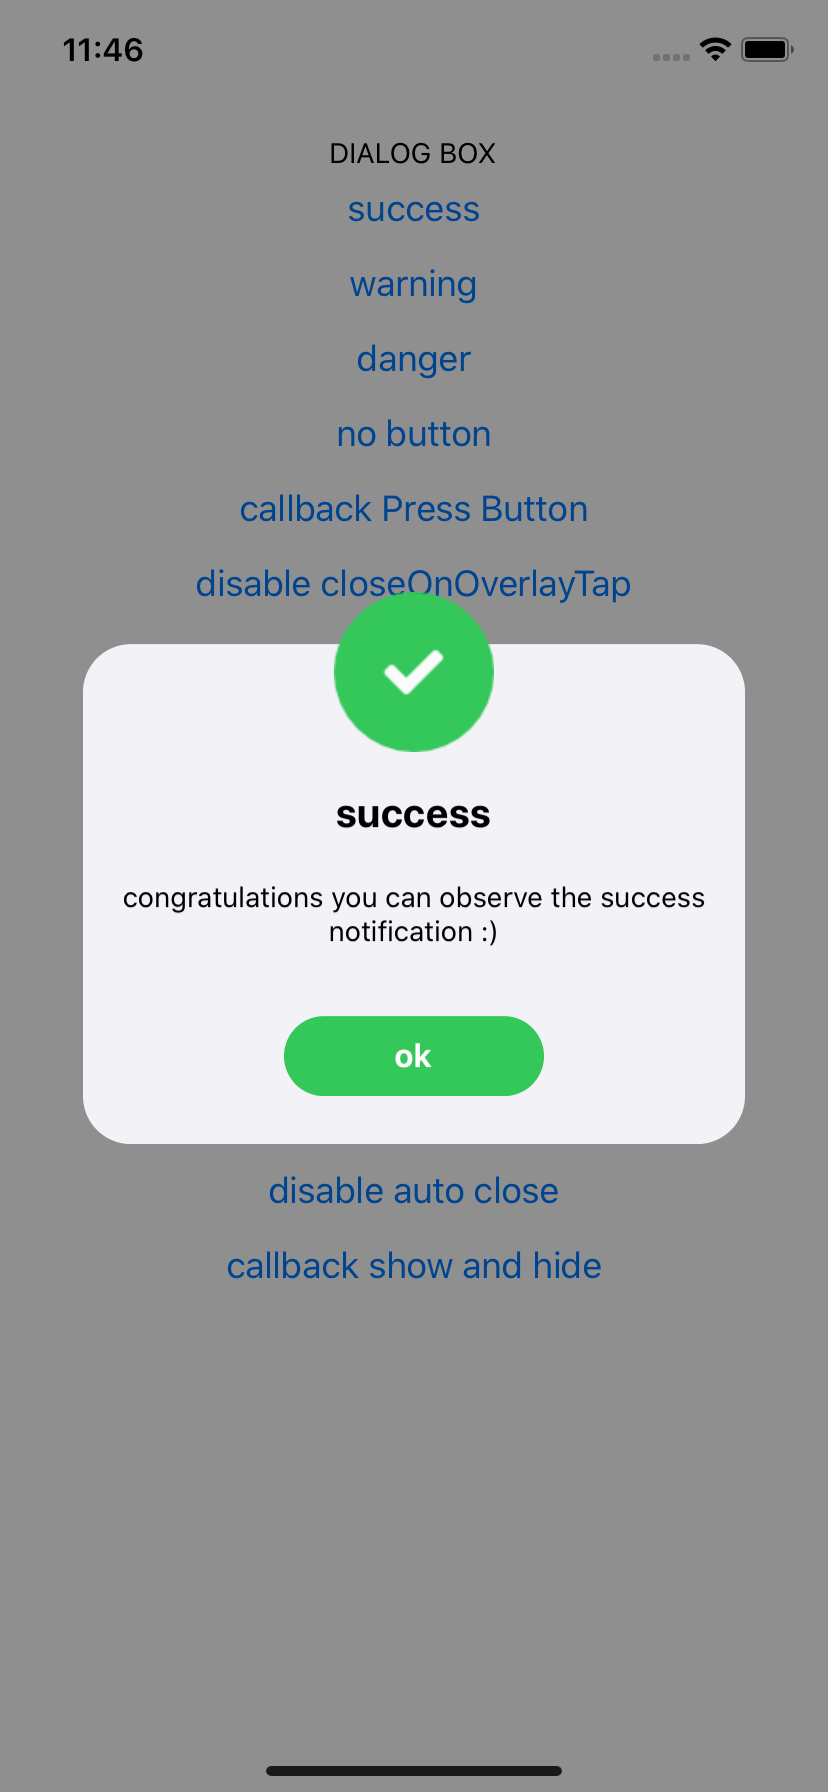 11:46
DIALOG BOX
success
warning
danger
no button
callback Press Button
disable closeOnOverlayTap
success
congratulations you can observe the success
notification :)
ok
disable auto close
callback show and hide